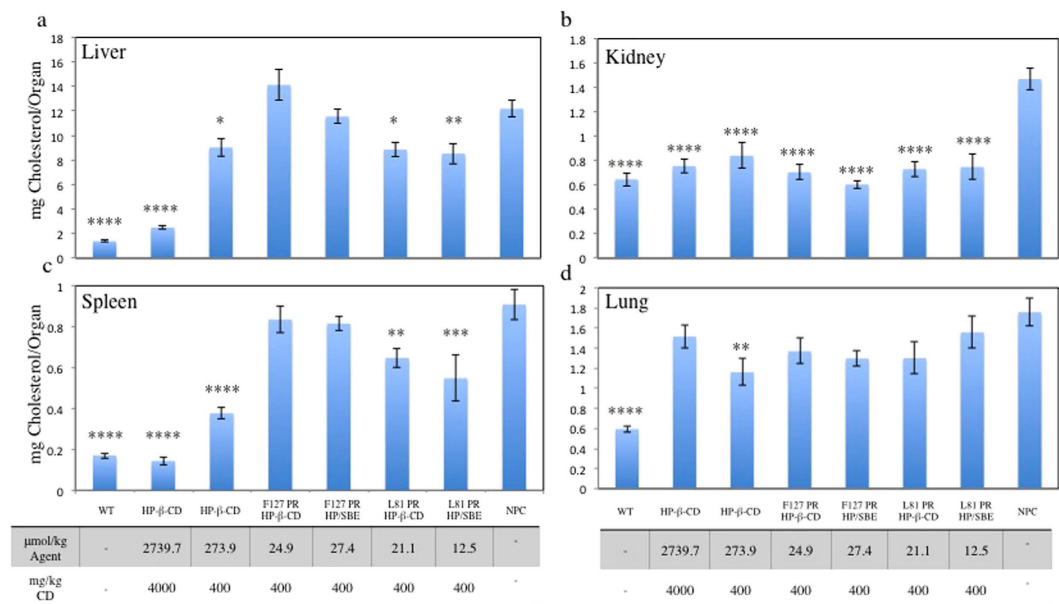 a
Liver
mg Cholesterol/Organ
18
16
14
12
10
8
6
4
2
0
****
****
*
*
**
b
Kidney
1.8
1.6
1.4
1.2
1
0.8
0.6
0.4
0.2
0
****
****
****
****
****
****
****
c
Spleen
mg Cholesterol/Organ
1
0.8
0.6
0.4
0.2
0
****
****
****
**
***
WT HP-β-CD HP-β-CD F127 PR F127 PR L81 PR L81 PR NPC
HP-β-CD HP/SBE HP-β-CD HP/SBE
d
Lung
2
1.8
1.6
1.4
1.2
1
0.8
0.6
0.4
0.2
0
****
**
WT HP-β-CD HP-β-CD F127 PR F127 PR L81 PR L81 PR NPC
HP-β-CD HP/SBE HP-β-CD HP/SBE
μmol/kg
Agent
- 2739.7 273.9 24.9 27.4 21.1 12.5 -
mg/kg
CD
- 4000 400 400 400 400 400 -
- 2739.7 273.9 24.9 27.4 21.1 12.5 -
- 4000 400 400 400 400 400 -